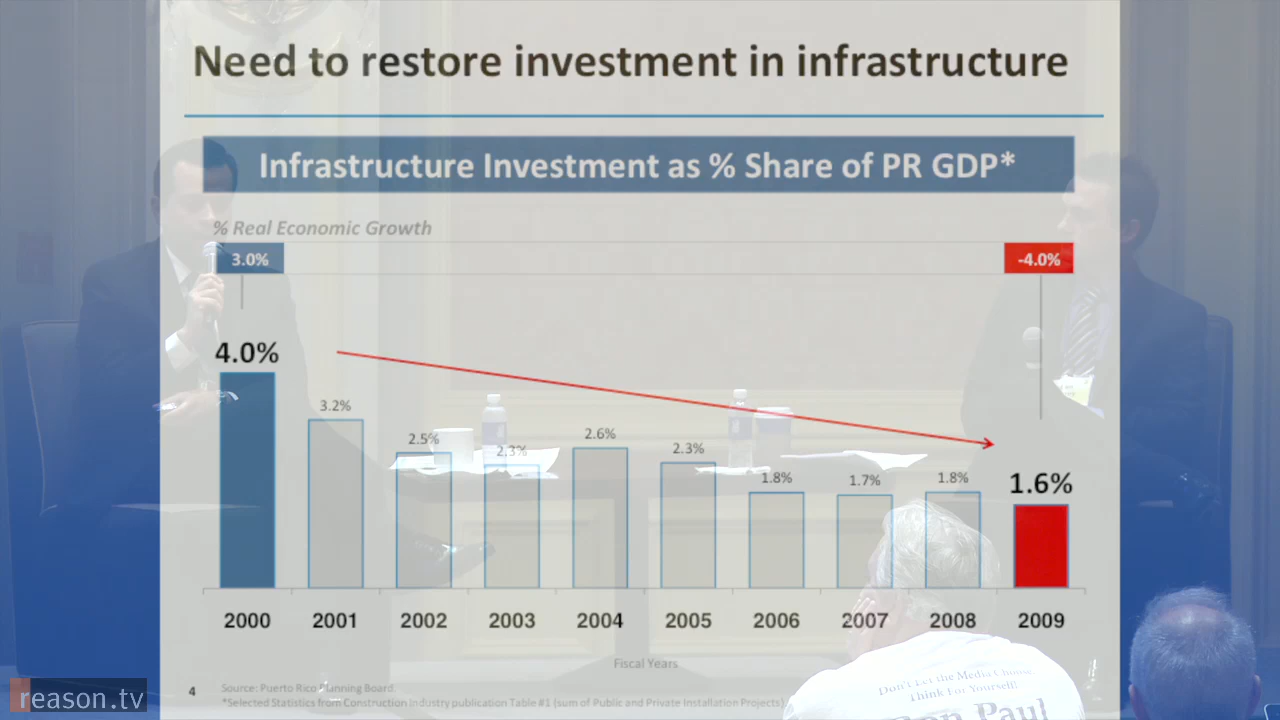 Need to restore investment in infrastructure
Infrastructure Investment as % Share of PR GDP*
% Real Economic Growth
3.0%
-4.0%
4.0%
3.2%
2.5%
2.3%
2.6%
2.3%
1.8%
1.7%
1.8%
1.6%
2000 2001 2002 2003 2004 2005 2006 2007 2008 2009
Fiscal Years
4
Source: Puerto Rico Planning Board.
*Selected Statistics from Construction Industry publication Table #1 (sum of Public and Private Installation Projects)
Don't Let the Media Choose,
Think For Yourself!
Ron Paul
reason.tv